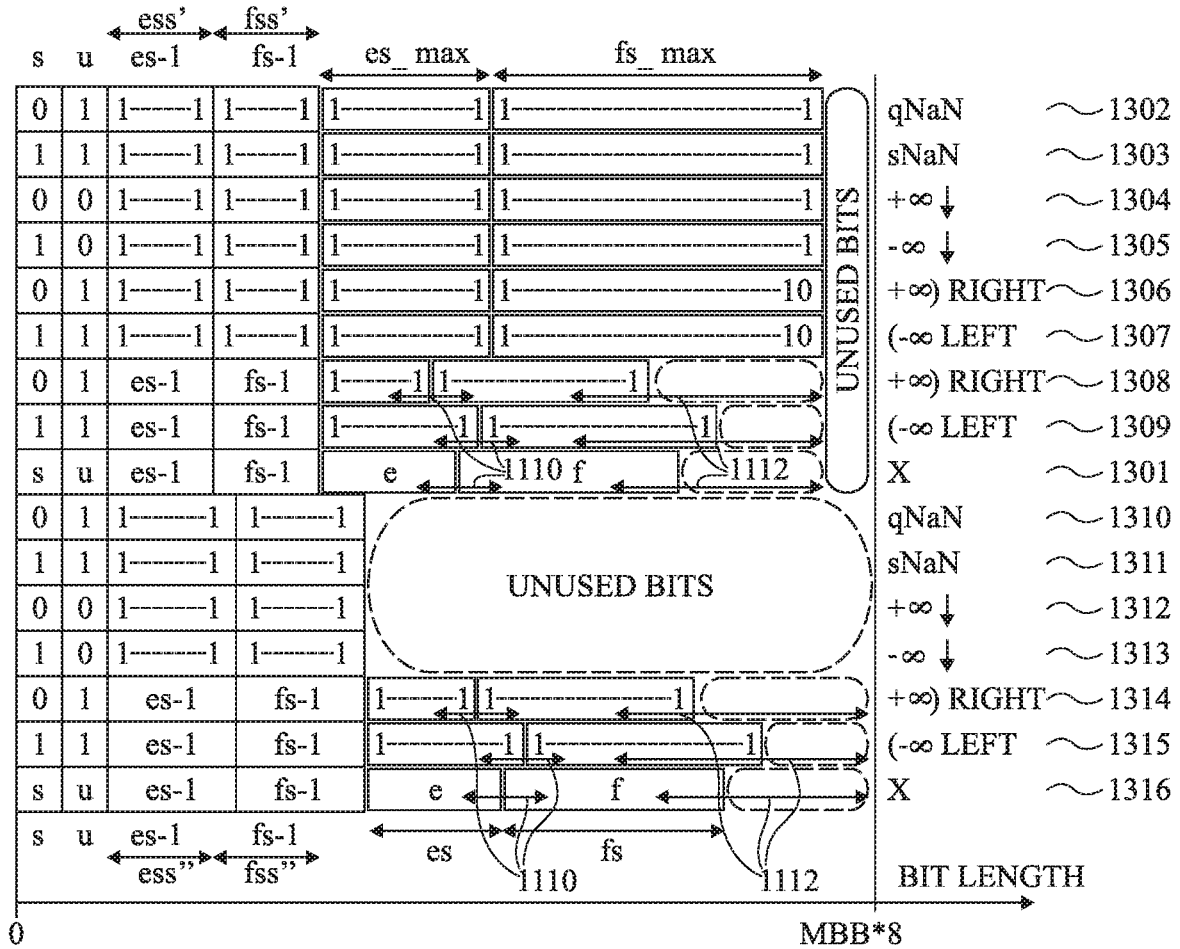 ess' fss'
s u es-1 fs-1 es_max fs_max
0 1 1-------1 1------1 1---------1 1---------------------1 qNaN 1302
1 1 1-------1 1------1 1---------1 1---------------------1 sNaN 1303
0 0 1-------1 1------1 1---------1 1---------------------1 +∞ ↓ 1304
1 0 1-------1 1------1 1---------1 1---------------------1 -∞ ↓ 1305
0 1 1-------1 1------1 1---------1 1---------------------10 +∞) RIGHT 1306
1 1 1-------1 1------1 1---------1 1---------------------10 (-∞ LEFT 1307
UNUSED BITS
0 1 es-1 fs-1 1------1 1--------------1 +∞) RIGHT 1308
1 1 es-1 fs-1 1---------1 1---------------1 (-∞ LEFT 1309
s u es-1 fs-1 e 1110 f 1112 X 1301
0 1 1--------1 1-------1 qNaN 1310
1 1 1--------1 1-------1 sNaN 1311
UNUSED BITS
0 0 1--------1 1-------1 +∞ ↓ 1312
1 0 1--------1 1-------1 -∞ ↓ 1313
0 1 es-1 fs-1 1------1 1--------------1 +∞) RIGHT 1314
1 1 es-1 fs-1 1---------1 1---------------1 (-∞ LEFT 1315
s u es-1 fs-1 e f X 1316
s u es-1 fs-1 es fs
ess'' fss'' 1110 1112 BIT LENGTH
0 MBB*8